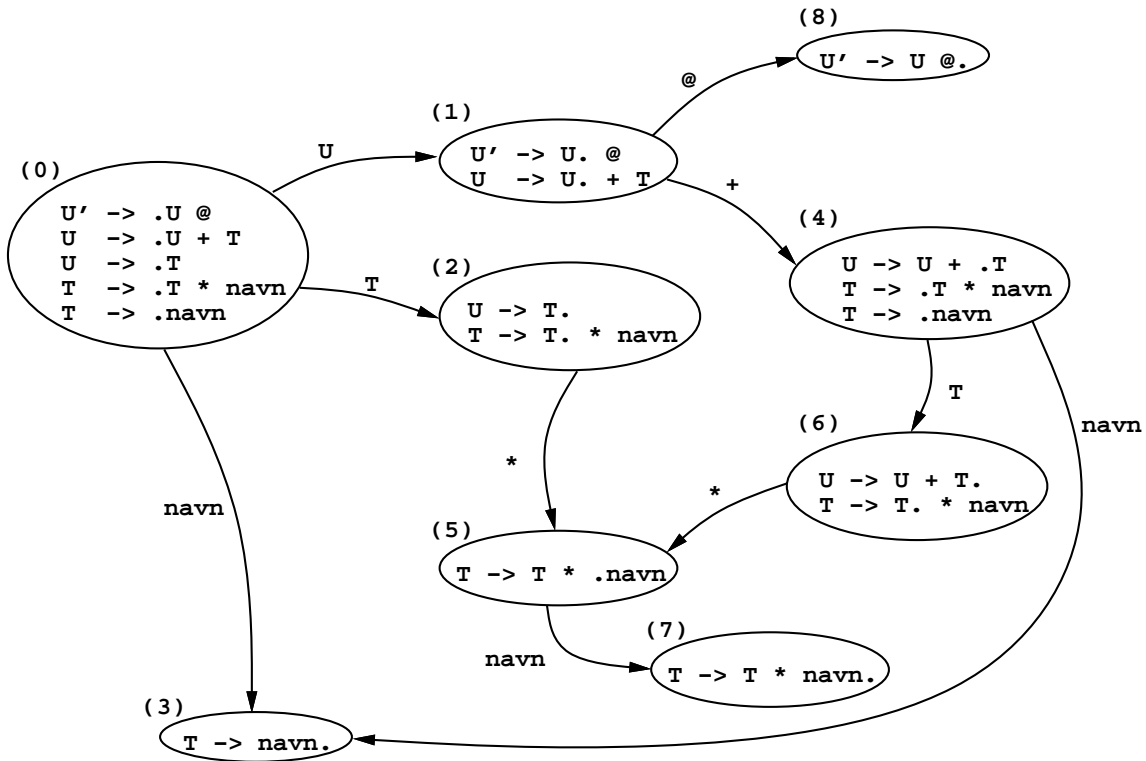 (8)
U' -> U @.
@
(1)
U' -> U. @
U -> U. + T
U
(0)
U' -> .U @
U -> .U + T
U -> .T
T -> .T * navn
T -> .navn
+
(4)
U -> U + .T
T -> .T * navn
T -> .navn
T
(2)
U -> T.
T -> T. * navn
T
navn
(6)
U -> U + T.
T -> T. * navn
*
*
navn
(5)
T -> T * .navn
navn
(7)
T -> T * navn.
(3)
T -> navn.